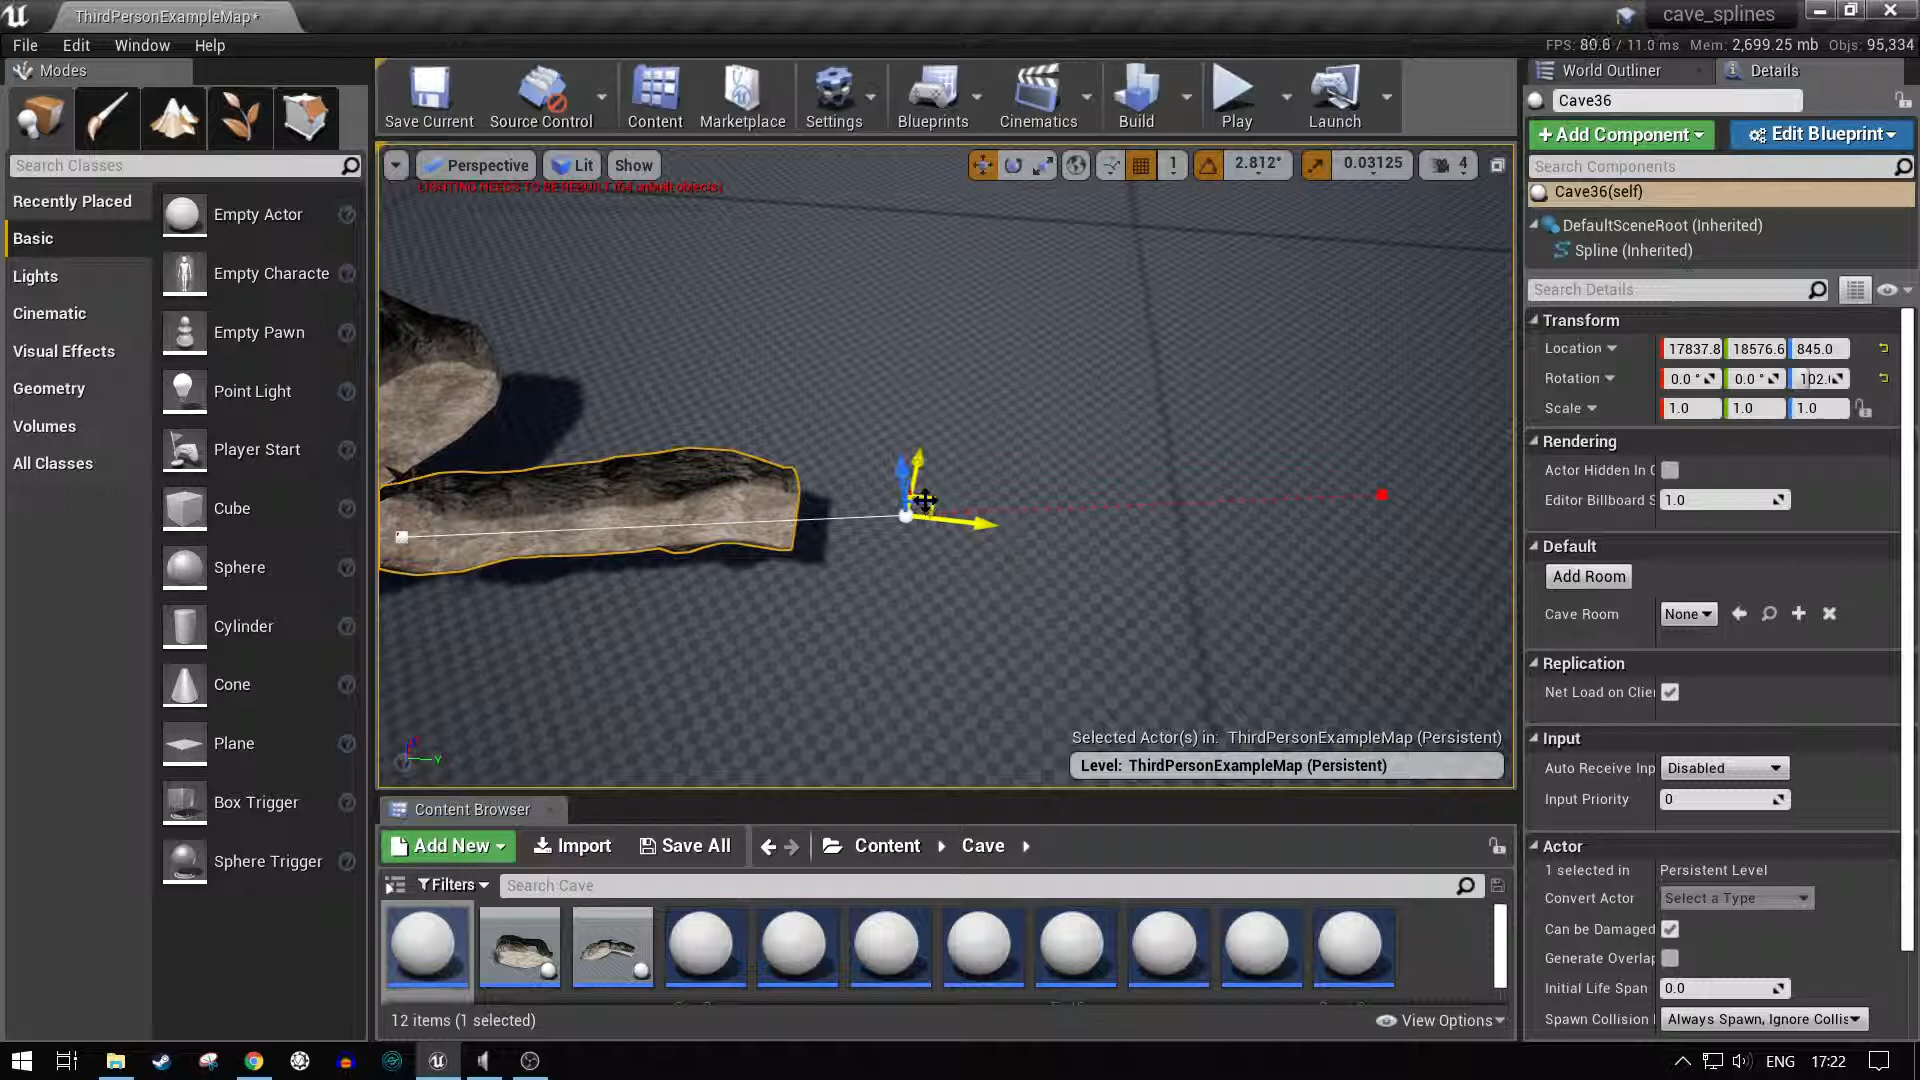 ThirdPersonExampleMap*
cave_splines
File Edit Window Help
FPS: 80.0 / 11.0 ms Mem: 2,699.25 mb Objs: 95,334
Modes
World Outliner
Details
Save Current
Source Control
Content
Marketplace
Settings
Blueprints
Cinematics
Build
Play
Launch
Cave36
+ Add Component
Edit Blueprint
Search Classes
Search Components
Perspective
Lit
Show
1
2.812°
0.03125
4
LIGHTING NEEDS TO BE REBUILT (64 unbuilt objects)
Recently Placed
Basic
Lights
Cinematic
Visual Effects
Geometry
Volumes
All Classes
Empty Actor
Empty Characte
Empty Pawn
Point Light
Player Start
Cube
Sphere
Cylinder
Cone
Plane
Box Trigger
Sphere Trigger
Cave36(self)
DefaultSceneRoot (Inherited)
Spline (Inherited)
Search Details
Transform
Location 17837.8 18576.6 845.0
Rotation 0.0 ° 0.0 ° 102.
Scale 1.0 1.0 1.0
Rendering
Actor Hidden In
Editor Billboard S 1.0
Default
Add Room
Cave Room None
Replication
Net Load on Clie
Input
Auto Receive Inp Disabled
Input Priority 0
Actor
1 selected in Persistent Level
Convert Actor Select a Type
Can be Damaged
Generate Overlap
Initial Life Span 0.0
Spawn Collision Always Spawn, Ignore Collis
Y
Selected Actor(s) in: ThirdPersonExampleMap (Persistent)
Level: ThirdPersonExampleMap (Persistent)
Content Browser
Add New
Import
Save All
Content
Cave
Filters
Search Cave
12 items (1 selected)
View Options
ENG
17:22